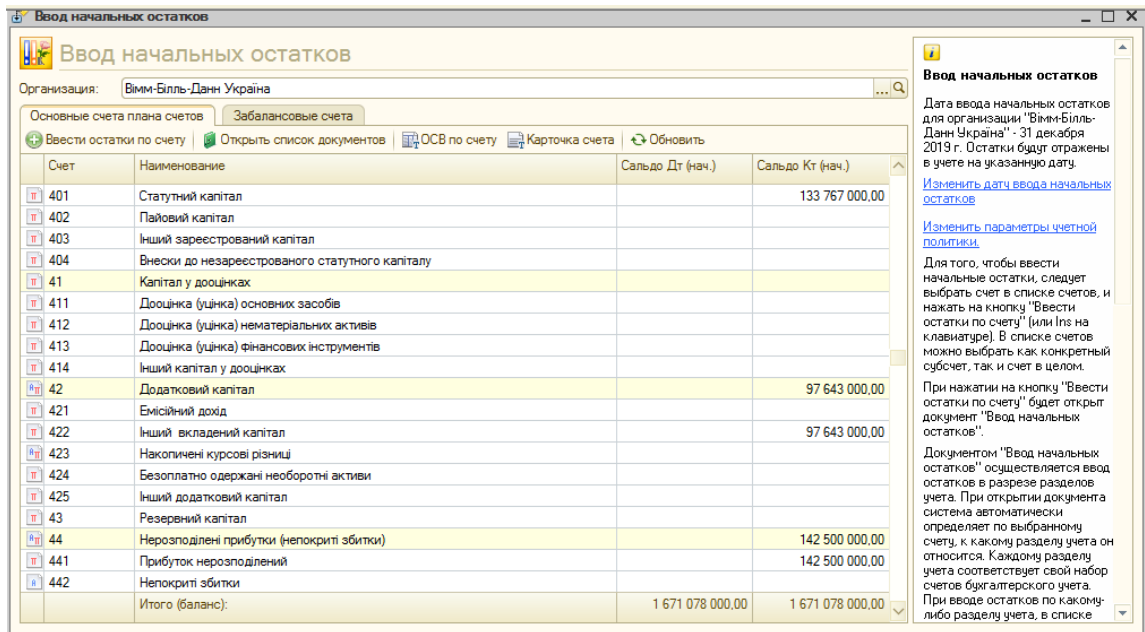 Ввод начальных остатков
Ввод начальных остатков
Организация: Вімм-Білль-Данн Україна ...
Основные счета плана счетов Забалансовые счета
Ввести остатки по счету Открыть список документов ОСВ по счету Карточка счета Обновить
Счет Наименование Сальдо Дт (нач.) Сальдо Кт (нач.)
401 Статутний капітал 133 767 000,00
402 Пайовий капітал
403 Інший зареєстрований капітал
404 Внески до незареєстрованого статутного капіталу
41 Капітал у дооцінках
411 Дооцінка (уцінка) основних засобів
412 Дооцінка (уцінка) нематеріальних активів
413 Дооцінка (уцінка) фінансових інструментів
414 Інший капітал у дооцінках
42 Додатковий капітал 97 643 000,00
421 Емісійний дохід
422 Інший вкладений капітал 97 643 000,00
423 Накопичені курсові різниці
424 Безоплатно одержані необоротні активи
425 Інший додатковий капітал
43 Резервний капітал
44 Нерозподілені прибутки (непокриті збитки) 142 500 000,00
441 Прибуток нерозподілений 142 500 000,00
442 Непокриті збитки
Итого (баланс): 1 671 078 000,00 1 671 078 000,00
Ввод начальных остатков
Дата ввода начальных остатков
для организации "Вімм-Білль-
Данн Україна" - 31 декабря
2019 г. Остатки будут отражены
в учете на указанную дату.
Изменить дату ввода начальных
остатков
Изменить параметры учетной
политики.
Для того, чтобы ввести
начальные остатки, следует
выбрать счет в списке счетов, и
нажать на кнопку "Ввести
остатки по счету" (или Ins на
клавиатуре). В списке счетов
можно выбрать как конкретный
субсчет, так и счет в целом.
При нажатии на кнопку "Ввести
остатки по счету" будет открыт
документ "Ввод начальных
остатков".
Документом "Ввод начальных
остатков" осуществляется ввод
остатков в разрезе разделов
учета. При открытии документа
система автоматически
определяет по выбранному
счету, к какому разделу учета он
относится. Каждому разделу
учета соответствует свой набор
счетов бухгалтерского учета.
При вводе остатков по какому-
либо разделу учета, в списке